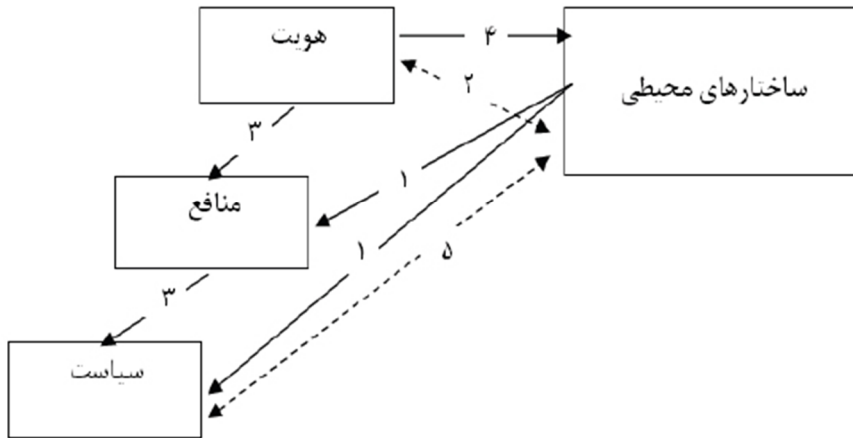 هویت
۴
ساختارهای محیطی
۲
۳
منافع
۱
۱
۵
۳
سیاست